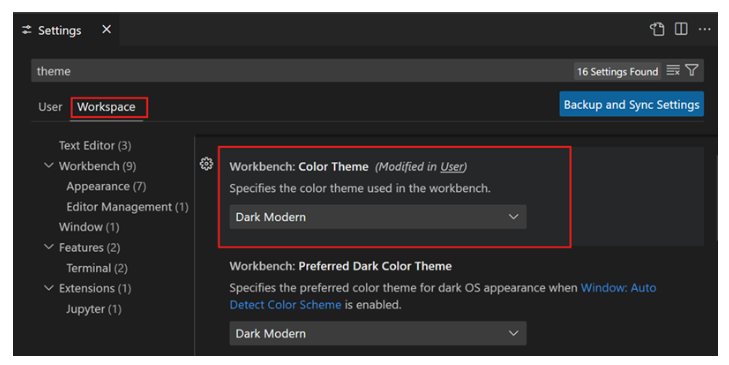 Settings
theme
16 Settings Found
User Workspace
Backup and Sync Settings
Text Editor (3)
Workbench (9)
Appearance (7)
Editor Management (1)
Window (1)
Features (2)
Terminal (2)
Extensions (1)
Jupyter (1)
Workbench: Color Theme (Modified in User)
Specifies the color theme used in the workbench.
Dark Modern
Workbench: Preferred Dark Color Theme
Specifies the preferred color theme for dark OS appearance when Window: Auto
Detect Color Scheme is enabled.
Dark Modern